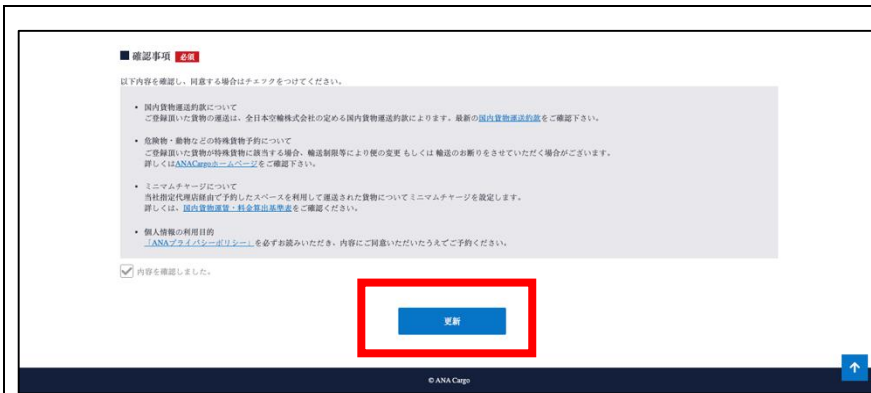 ■ 確認事項 必須
以下内容を確認し、同意する場合はチェックをつけてください。
• 国内貨物運送約款について
ご登録頂いた貨物の運送は、全日本空輸株式会社の定める国内貨物運送約款によります。最新の国内貨物運送約款をご確認下さい。
• 危険物・動物などの特殊貨物予約について
ご登録頂いた貨物が特殊貨物に該当する場合、輸送制限等により便の変更 もしくは 輸送のお断りをさせていただく場合がございます。
詳しくはANACargoホームページをご確認下さい。
• ミニマムチャージについて
当社指定代理店経由で予約したスペースを利用して運送された貨物についてミニマムチャージを設定します。
詳しくは、国内貨物運賃・料金算出基準表をご確認ください。
• 個人情報の利用目的
「ANAプライバシーポリシー」を必ずお読みいただき、内容にご同意いただいたうえでご予約ください。
内容を確認しました。
更新
© ANA Cargo